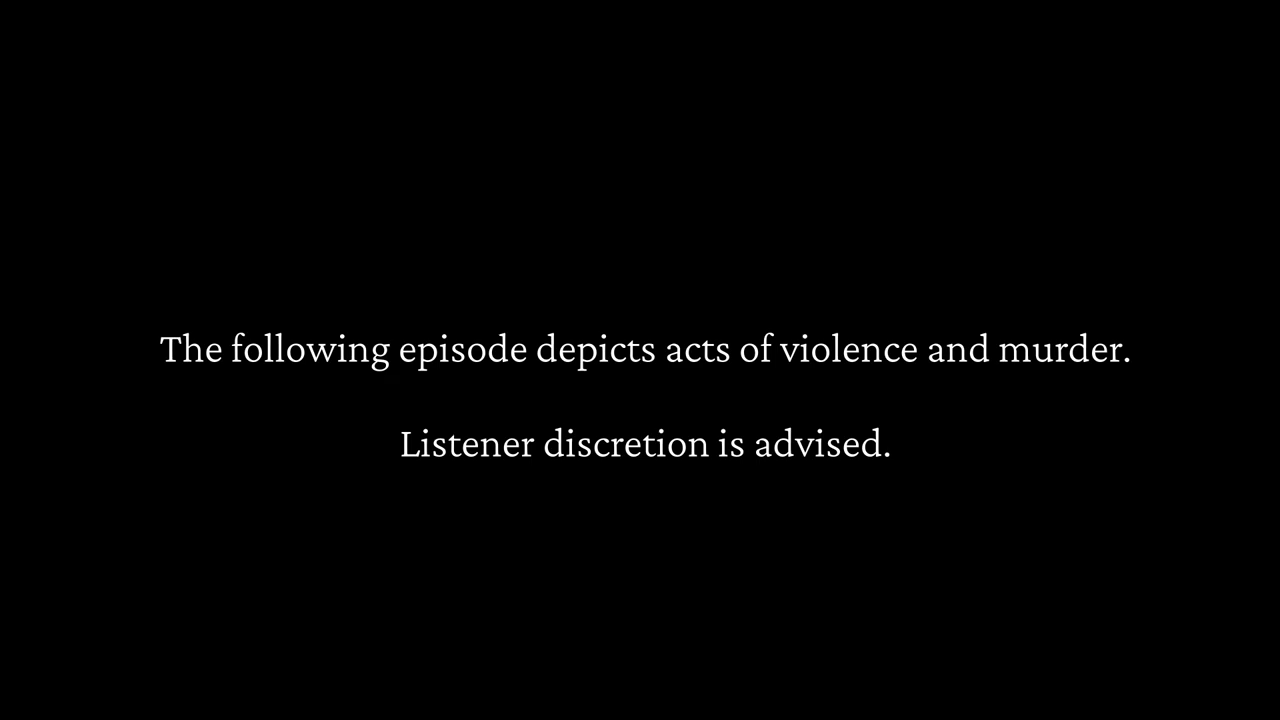 The following episode depicts acts of violence and murder.
Listener discretion is advised.